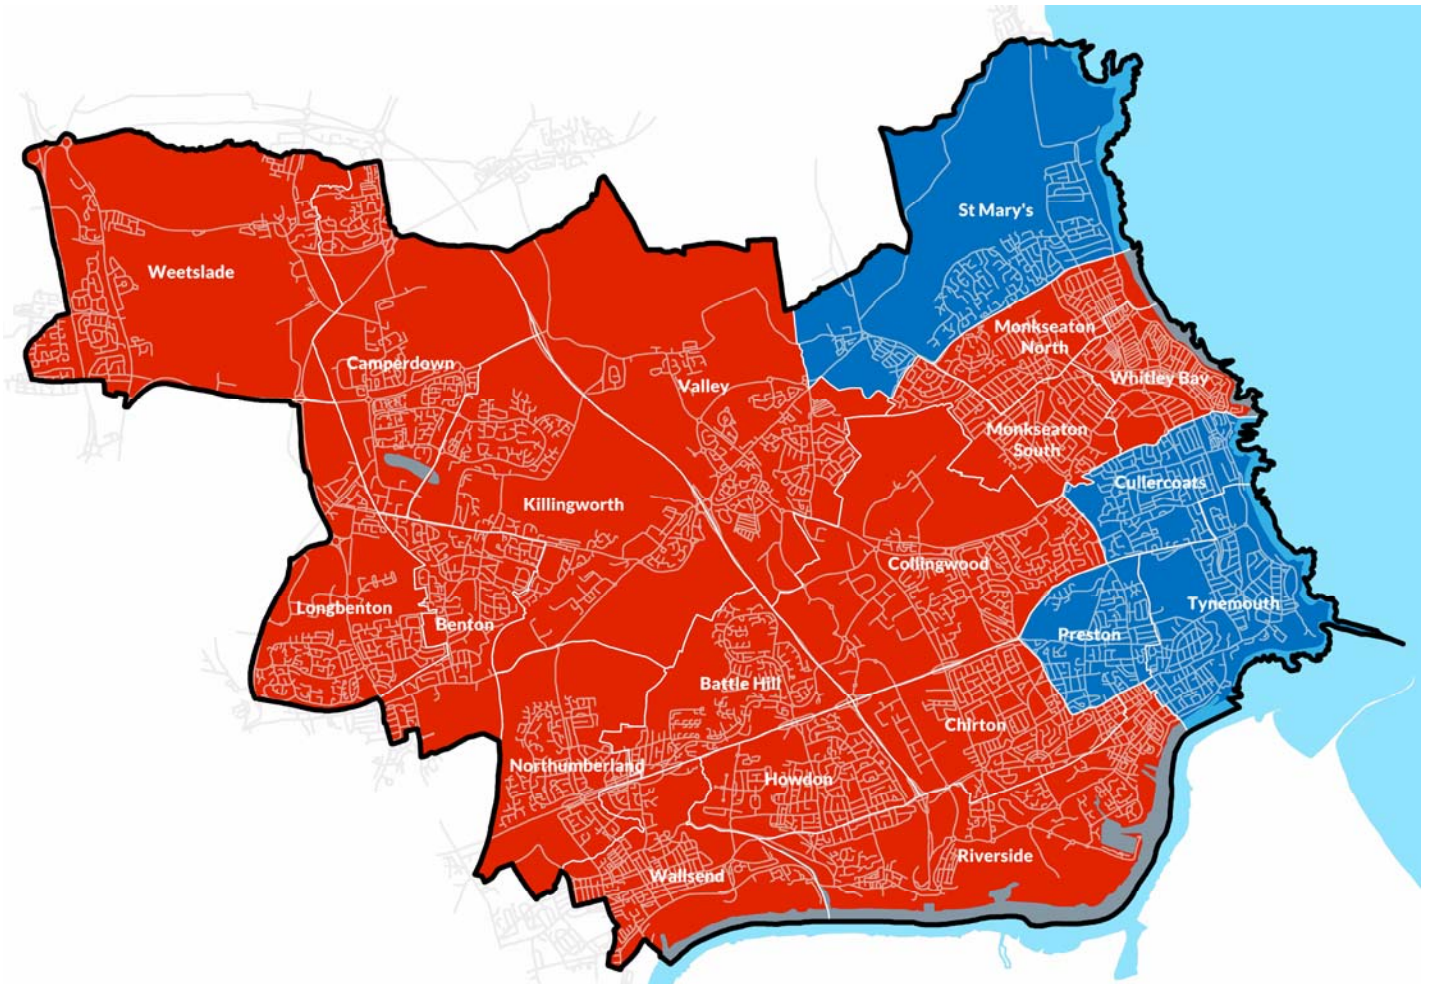 St Mary's
Weetslade
Monkseaton
North
Camperdown
Valley
Whitley Bay
Monkseaton
South
Cullercoats
Killingworth
Collingwood
Longbenton
Tynemouth
Benton
Preston
Battle Hill
Chirton
Northumberland
Howdon
Riverside
Wallsend